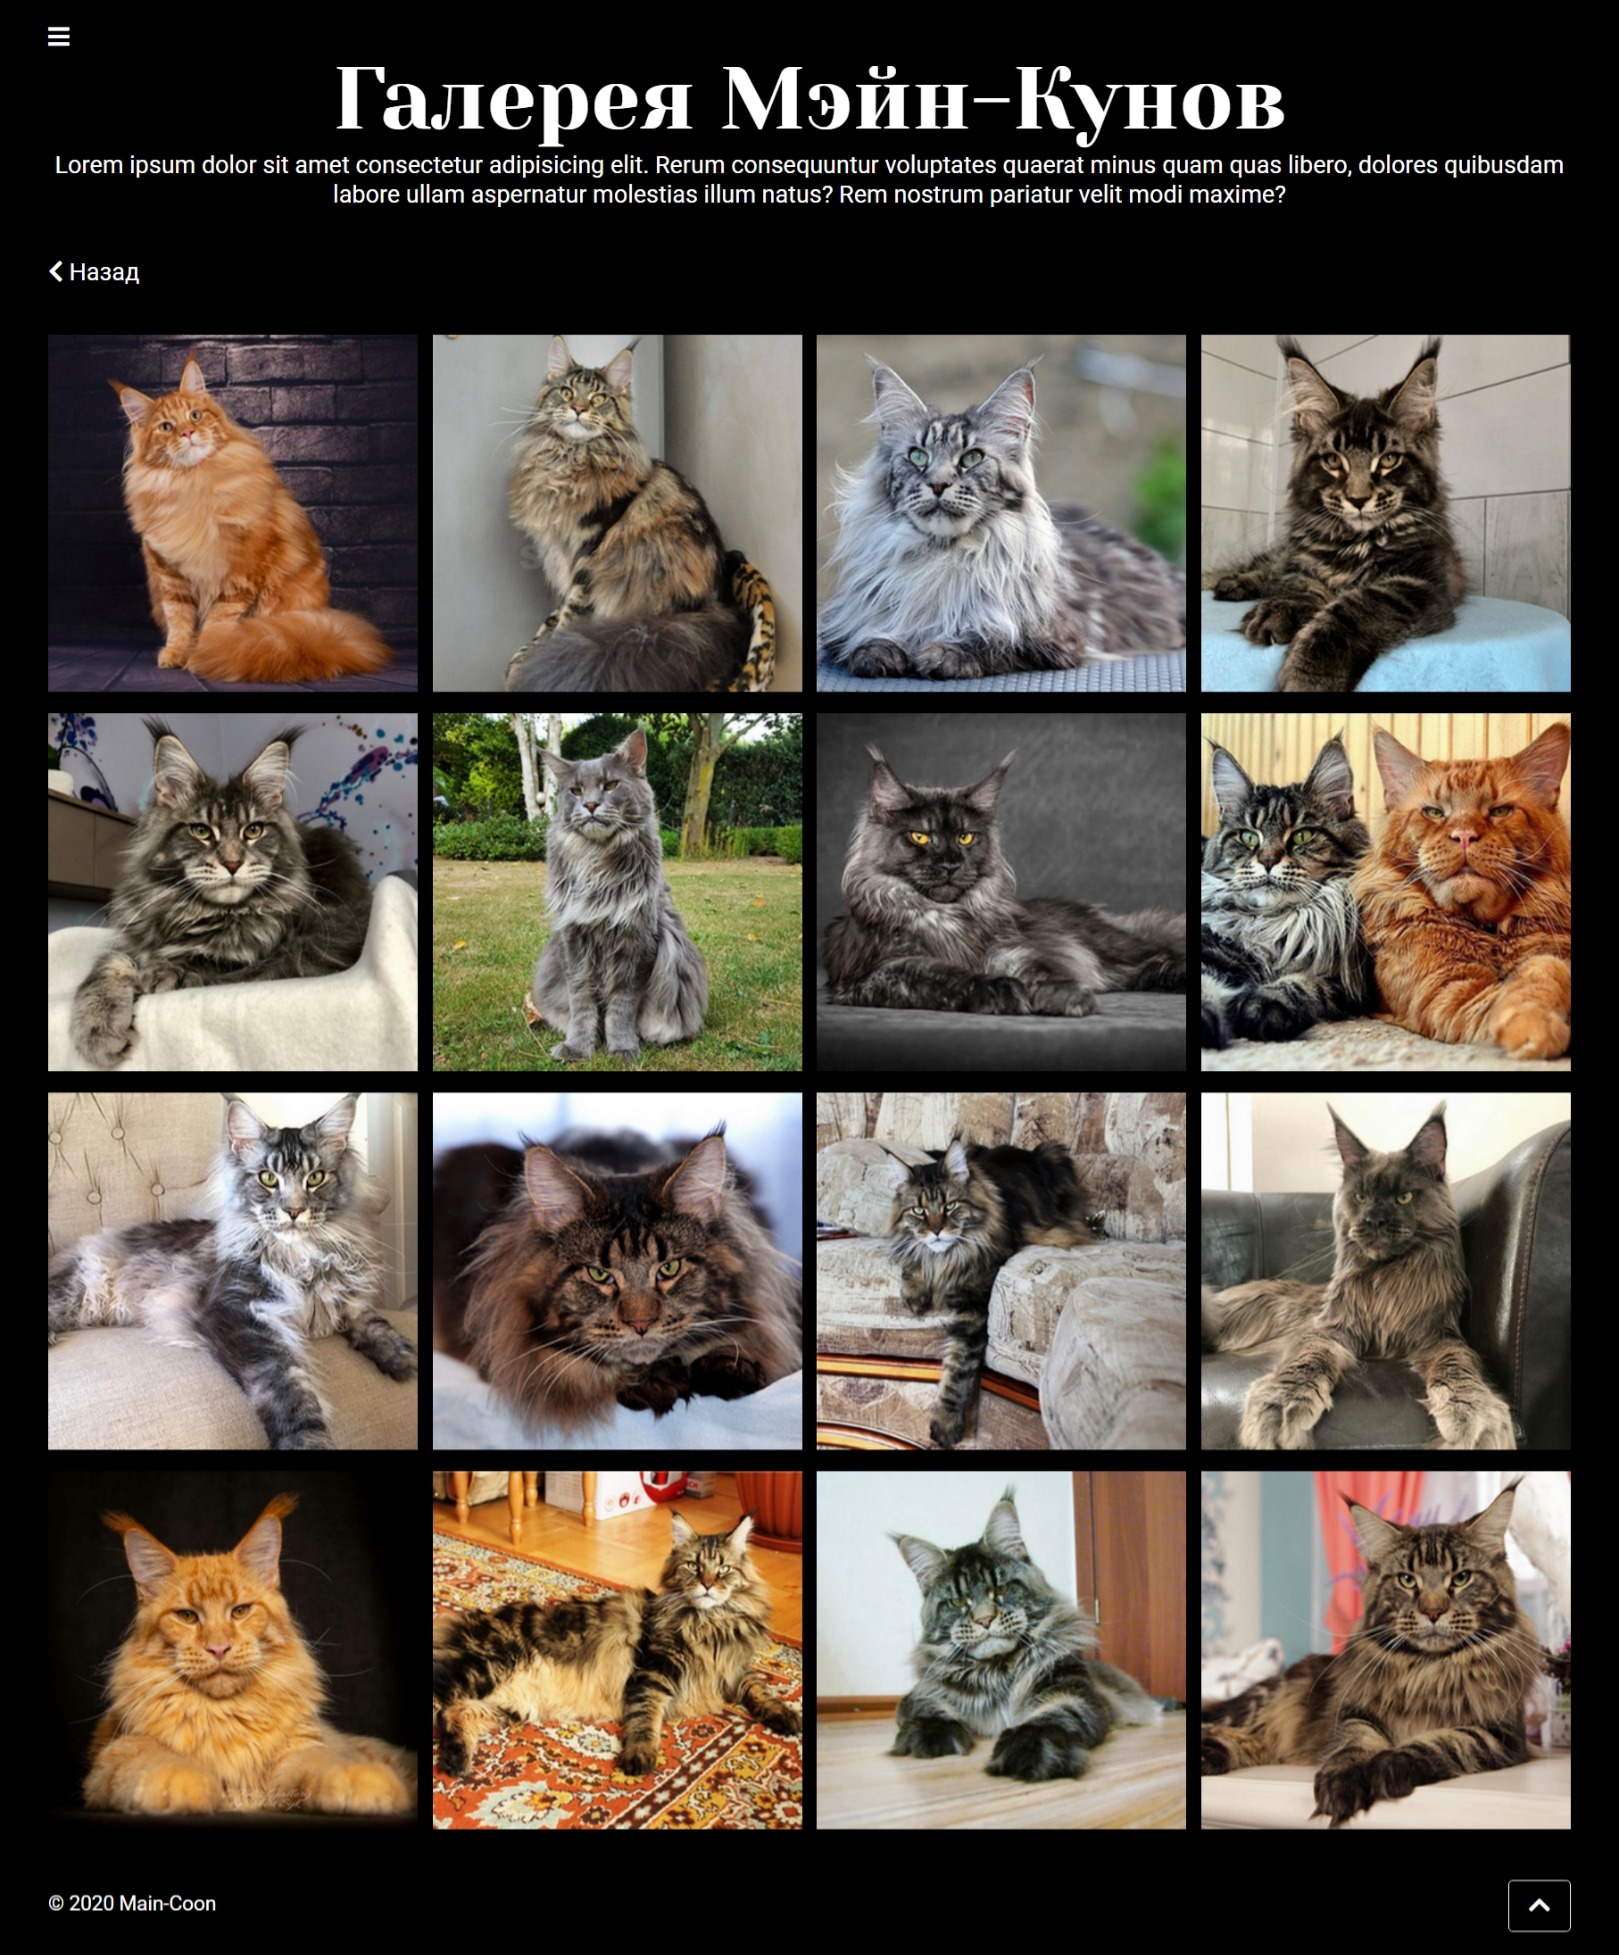 Галерея Мэйн-Кунов
Lorem ipsum dolor sit amet consectetur adipisicing elit. Rerum consequuntur voluptates quaerat minus quam quas libero, dolores quibusdam
labore ullam aspernatur molestias illum natus? Rem nostrum pariatur velit modi maxime?
Назад
© 2020 Main-Coon